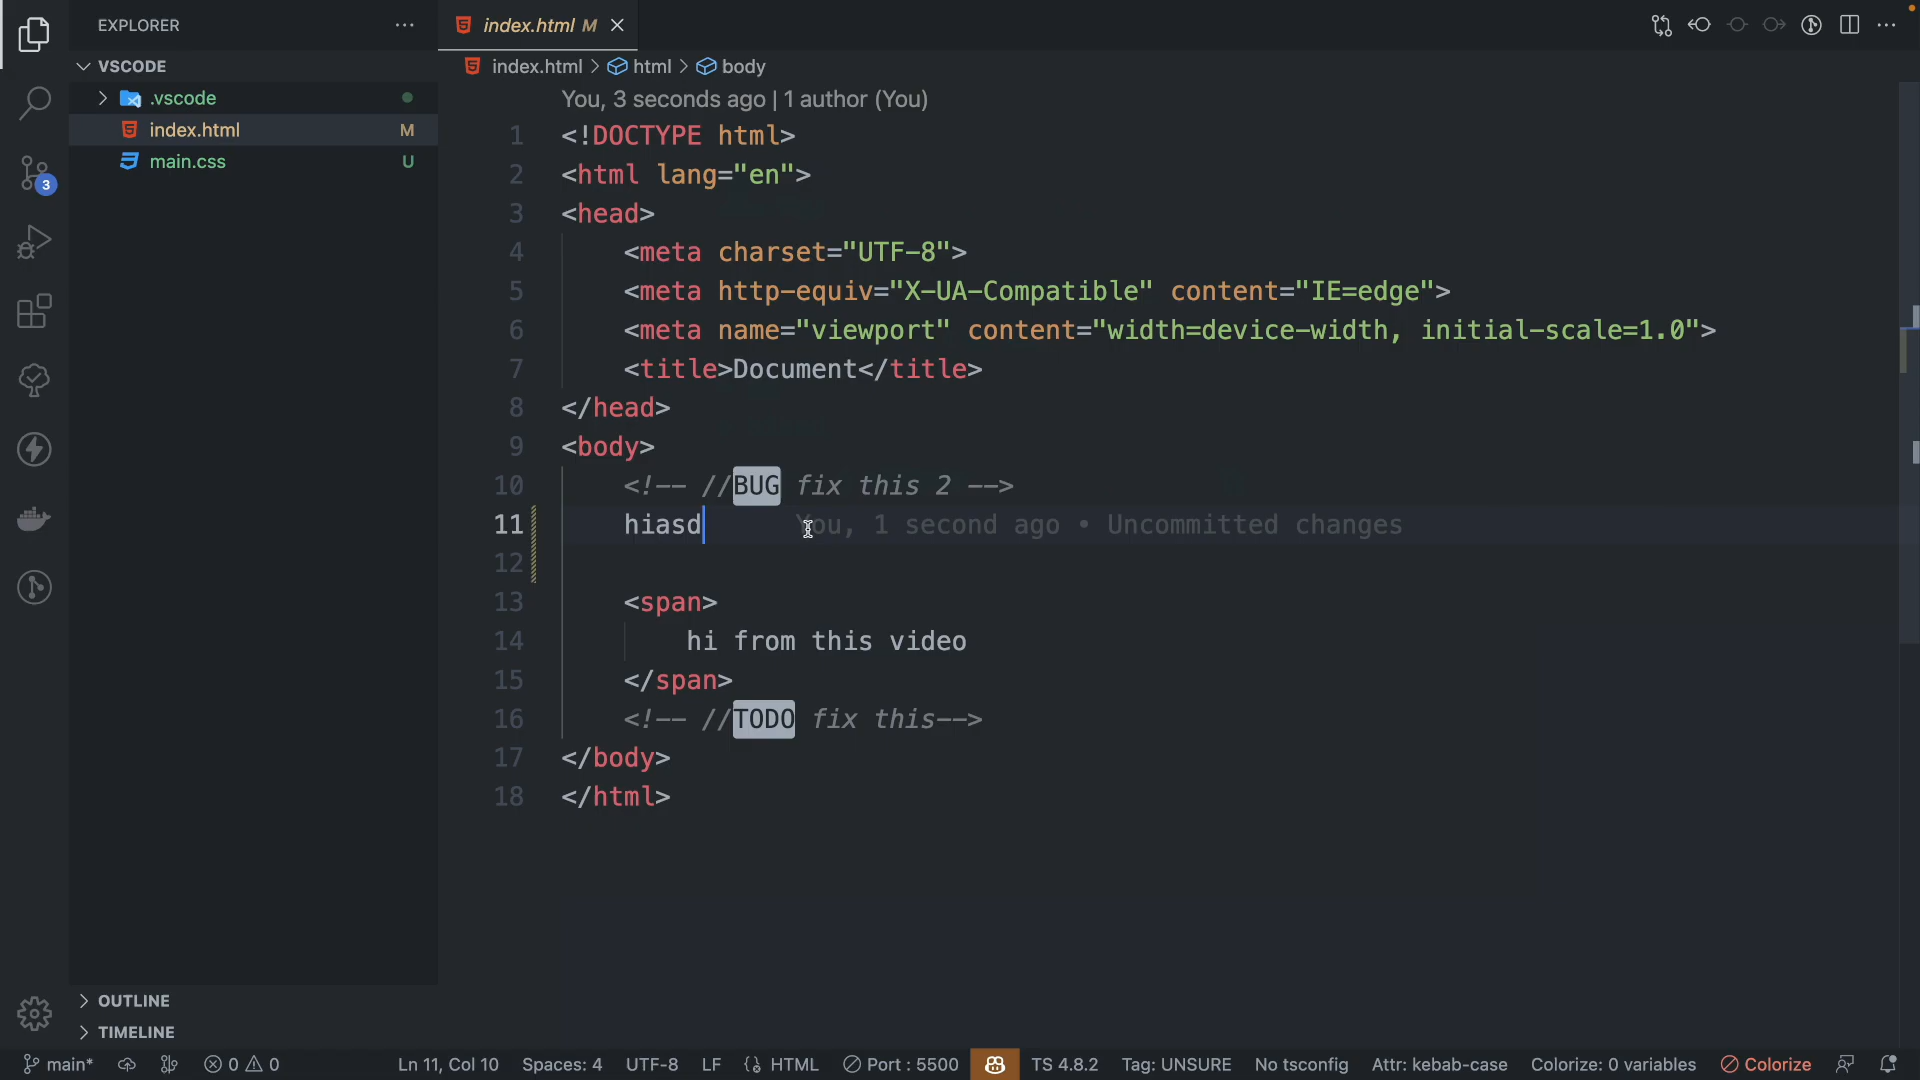 EXPLORER
index.html M
VSCODE
index.html > html > body
.vscode
You, 3 seconds ago | 1 author (You)
index.html M
main.css U
1 <!DOCTYPE html>
2 <html lang="en">
3 <head>
4 <meta charset="UTF-8">
5 <meta http-equiv="X-UA-Compatible" content="IE=edge">
6 <meta name="viewport" content="width=device-width, initial-scale=1.0">
7 <title>Document</title>
8 </head>
9 <body>
10 <!-- //BUG fix this 2 -->
11 hiasd You, 1 second ago • Uncommitted changes
12
13 <span>
14 hi from this video
15 </span>
16 <!-- //TODO fix this-->
17 </body>
18 </html>
3
OUTLINE
TIMELINE
main* 0 0 Ln 11, Col 10 Spaces: 4 UTF-8 LF {} HTML Port : 5500 TS 4.8.2 Tag: UNSURE No tsconfig Attr: kebab-case Colorize: 0 variables Colorize